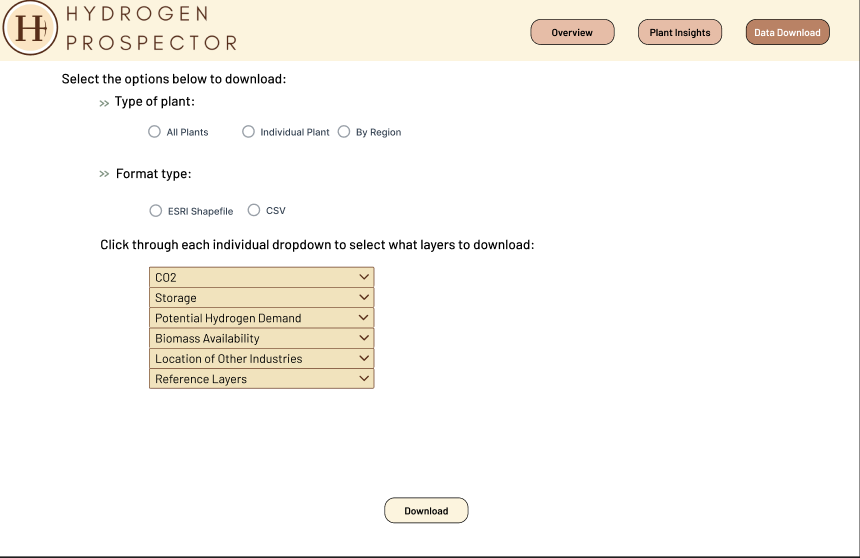 H
HYDROGEN
PROSPECTOR
Overview
Plant Insights
Data Download
Select the options below to download:
Type of plant:
All Plants
Individual Plant
By Region
Format type:
ESRI Shapefile
CSV
Click through each individual dropdown to select what layers to download:
CO2
Storage
Potential Hydrogen Demand
Biomass Availability
Location of Other Industries
Reference Layers
Download